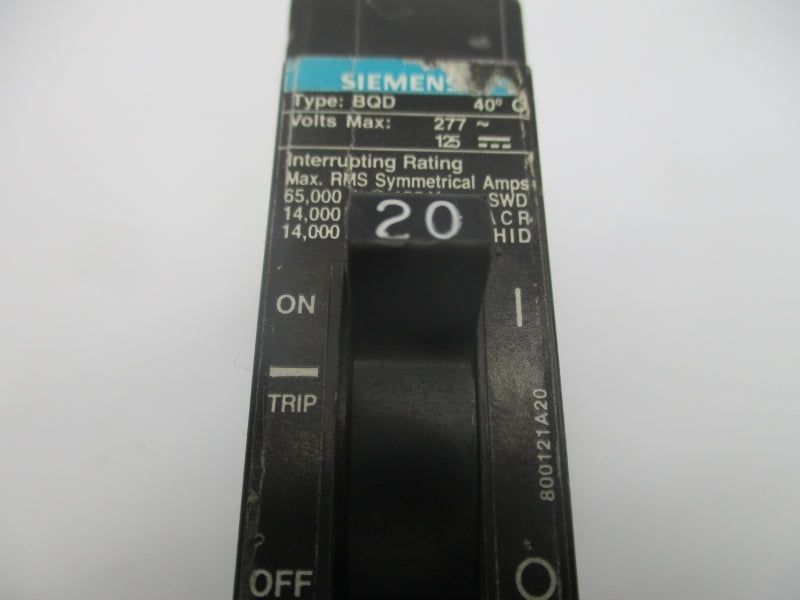 SIEMENS
Type: BQD 40° C
Volts Max: 277 ~
125
Interrupting Rating
Max. RMS Symmetrical Amps
65,000 SWD
14,000 ACR
14,000 HID
20
ON I
TRIP
800121A20
OFF O